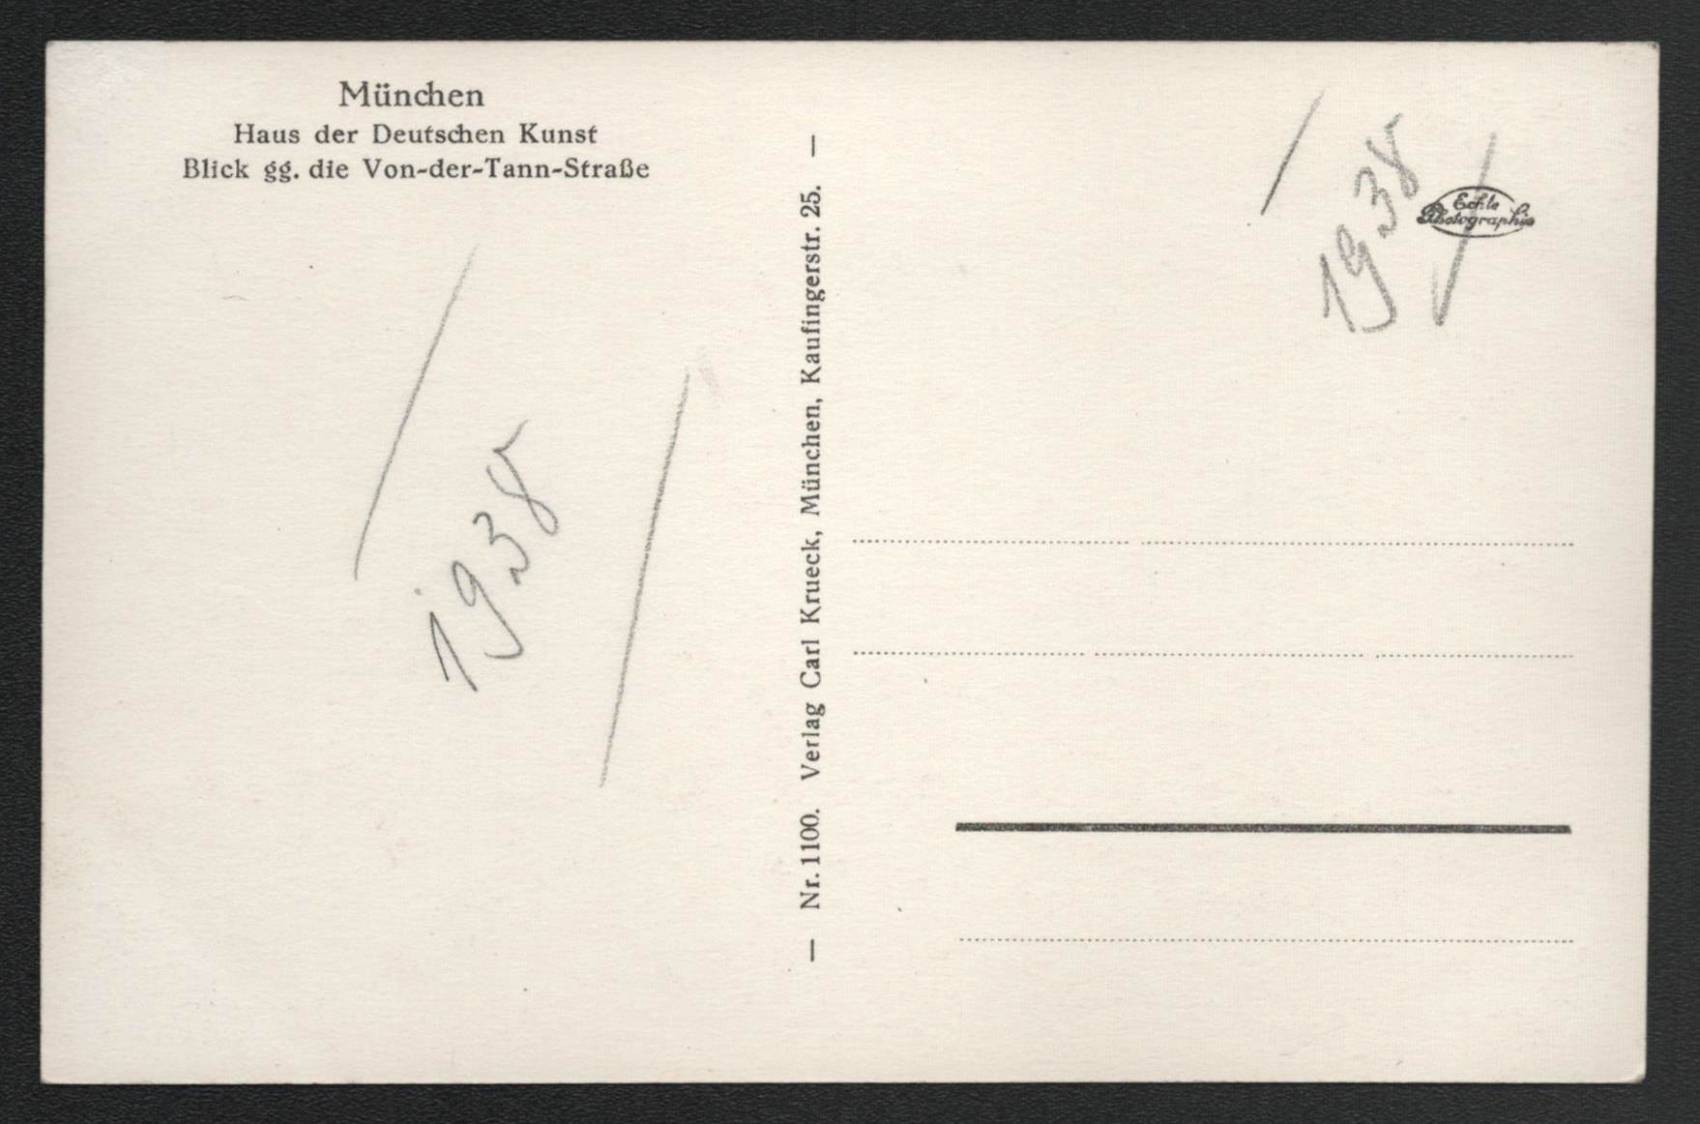 München
Haus der Deutschen Kunst
Blick gg. die Von-der-Tann-Straße
1938
— Nr. 1100. Verlag Carl Krueck, München, Kaufingerstr. 25. —
1938
Echte
Photographie